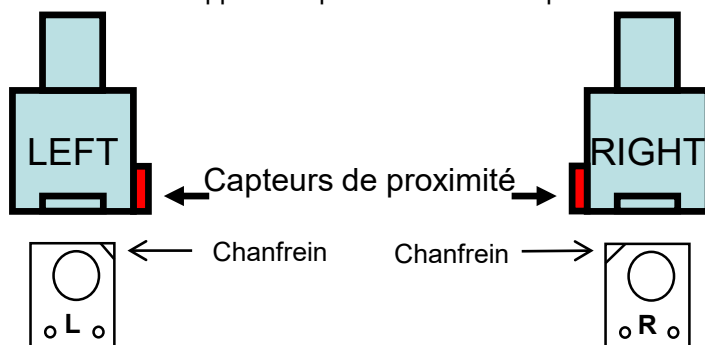 LEFT
RIGHT
Capteurs de proximité
Chanfrein
Chanfrein
L
R